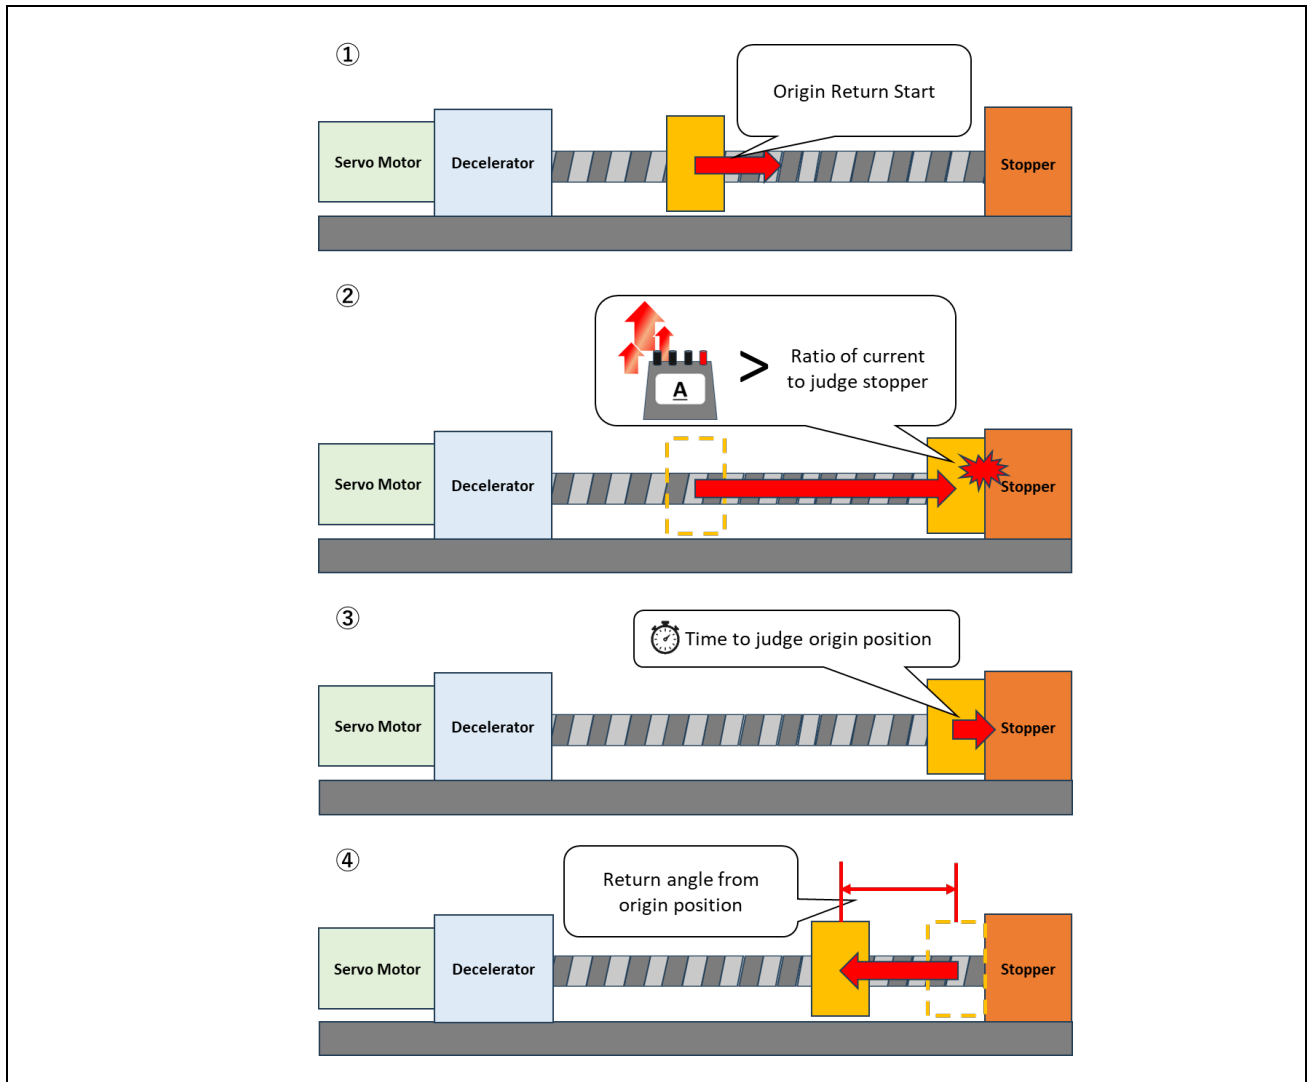 ①
Origin Return Start
Servo Motor
Decelerator
Stopper
②
A
>
Ratio of current
to judge stopper
Servo Motor
Decelerator
Stopper
③
Time to judge origin position
Servo Motor
Decelerator
Stopper
④
Return angle from
origin position
Servo Motor
Decelerator
Stopper